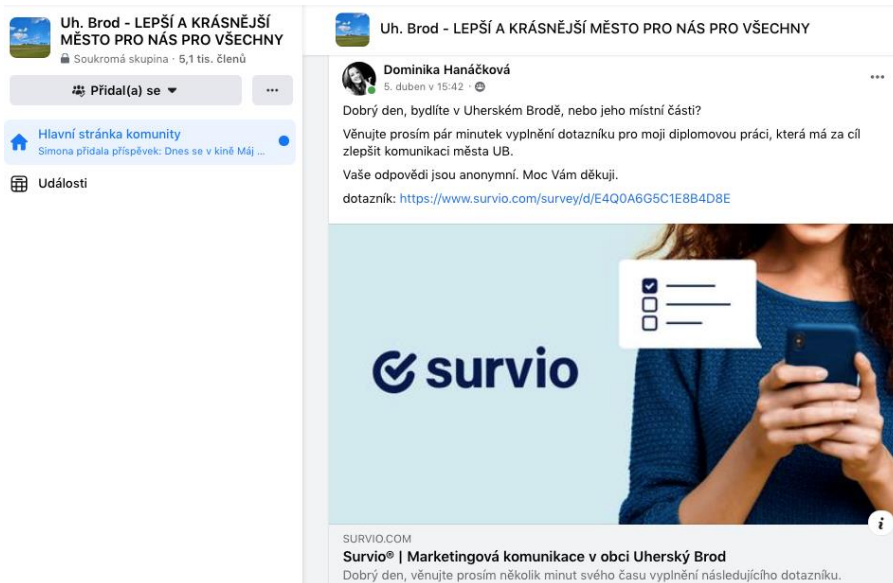 Uh. Brod - LEPŠÍ A KRÁSNĚJŠÍ
MĚSTO PRO NÁS PRO VŠECHNY
Soukromá skupina · 5,1 tis. členů
Přidal(a) se
Hlavní stránka komunity
Simona přidala příspěvek: Dnes se v kině Máj ...
Události
Uh. Brod - LEPŠÍ A KRÁSNĚJŠÍ MĚSTO PRO NÁS PRO VŠECHNY
Dominika Hanáčková
5. duben v 15:42 ·
Dobrý den, bydlíte v Uherském Brodě, nebo jeho místní části?
Věnujte prosím pár minutek vyplnění dotazníku pro moji diplomovou práci, která má za cíl
zlepšit komunikaci města UB.
Vaše odpovědi jsou anonymní. Moc Vám děkuji.
dotazník: https://www.survio.com/survey/d/E4Q0A6G5C1E8B4D8E
survio
SURVIO.COM
Survio® | Marketingová komunikace v obci Uherský Brod
Dobrý den, věnujte prosím několik minut svého času vyplnění následujícího dotazníku.